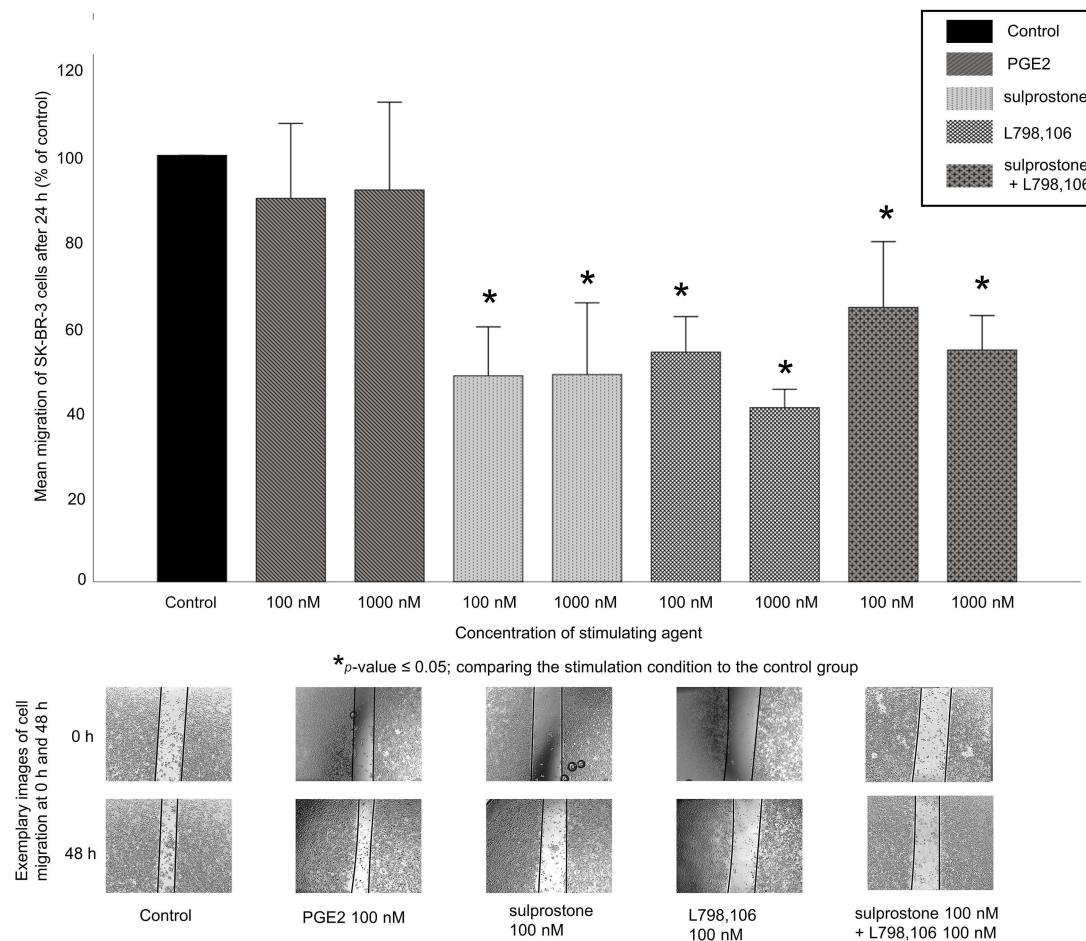 Control
PGE2
sulprostone
L798,106
sulprostone
+ L798,106
Mean migration of SK-BR-3 cells after 24 h (% of control)
120
100
80
60
40
20
0
Control
100 nM
1000 nM
100 nM
1000 nM
100 nM
1000 nM
100 nM
1000 nM
*
*
*
*
*
*
Concentration of stimulating agent
*p-value ≤ 0.05; comparing the stimulation condition to the control group
Exemplary images of cell
migration at 0 h and 48 h
0 h
48 h
Control
PGE2 100 nM
sulprostone
100 nM
L798,106
100 nM
sulprostone 100 nM
+ L798,106 100 nM